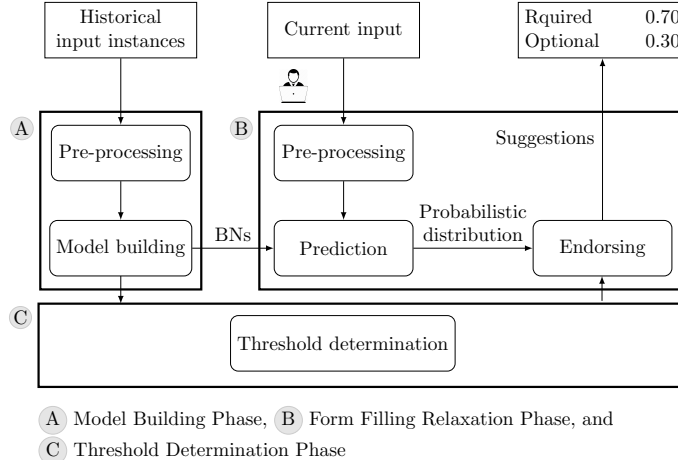 Historical
input instances
Current input
Rquired 0.70
Optional 0.30
A
B
Pre-processing
Pre-processing
Suggestions
Model building
BNs
Prediction
Probabilistic
distribution
Endorsing
C
Threshold determination
A Model Building Phase, B Form Filling Relaxation Phase, and
C Threshold Determination Phase